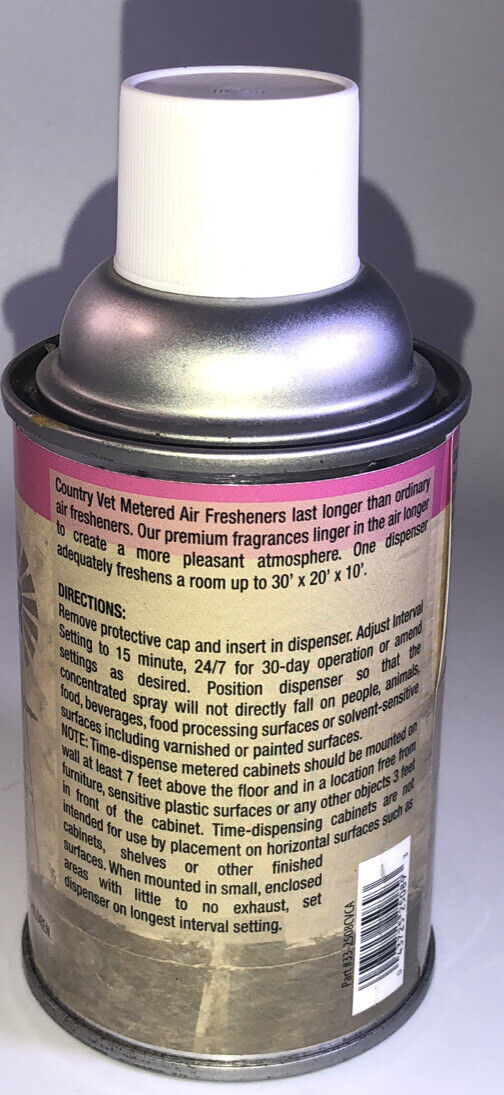 Country Vet Metered Air Fresheners last longer than ordinary
air fresheners. Our premium fragrances linger in the air longer
to create a more pleasant atmosphere. One dispenser
adequately freshens a room up to 30' x 20' x 10'.
DIRECTIONS:
Remove protective cap and insert in dispenser. Adjust Interval
Setting to 15 minute, 24/7 for 30-day operation or amend
settings as desired. Position dispenser so that the
concentrated spray will not directly fall on people, animals,
food, beverages, food processing surfaces or solvent-sensitive
surfaces including varnished or painted surfaces.
NOTE: Time-dispense metered cabinets should be mounted on
wall at least 7 feet above the floor and in a location free from
furniture, sensitive plastic surfaces or any other objects 3 feet
in front of the cabinet. Time-dispensing cabinets are not
intended for use by placement on horizontal surfaces such as
cabinets, shelves or other finished
surfaces. When mounted in small, enclosed
areas with little to no exhaust, set
dispenser on longest interval setting.
Part #33-2508CVCA